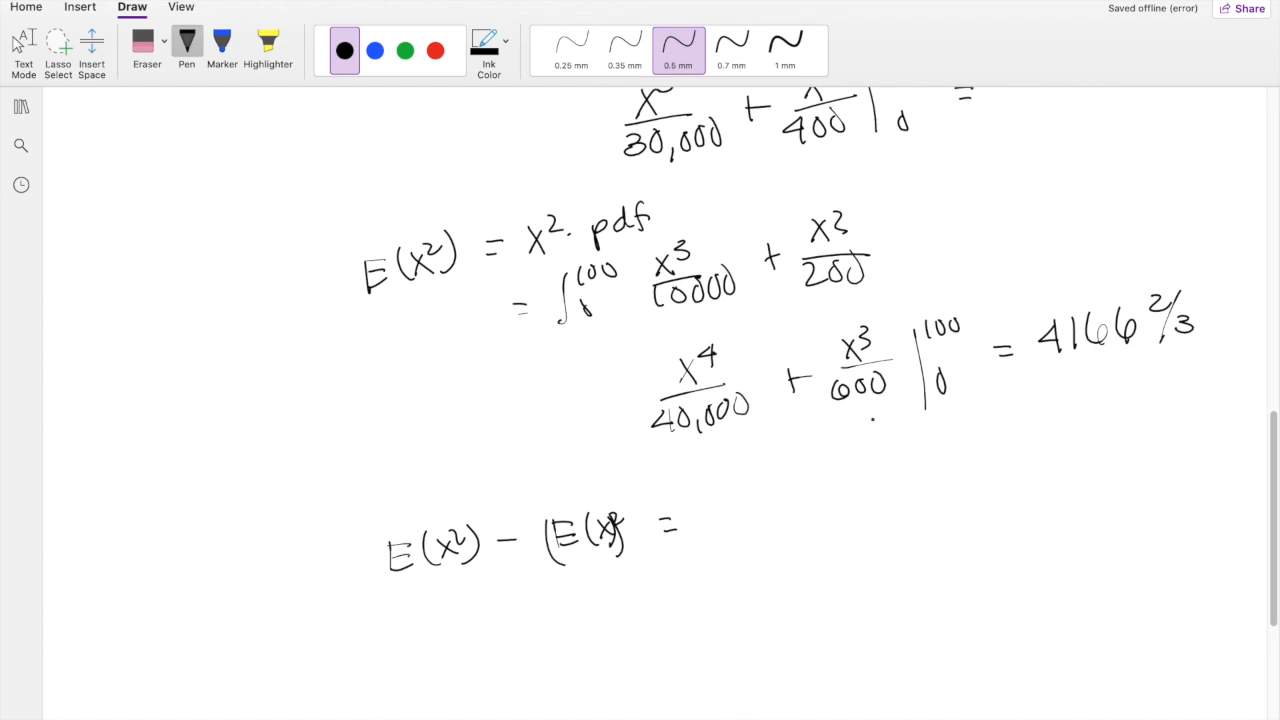 Home Insert Draw View Saved offline (error) Share
Text Mode Lasso Select Insert Space Eraser Pen Marker Highlighter Ink Color 0.25 mm 0.35 mm 0.5 mm 0.7 mm 1 mm
/30,000 + /400 | 0 =
E(x²) = x². pdf
= ∫₀¹⁰⁰ x³/10000 + x²/200
x⁴/40,000 + x³/600 |₀¹⁰⁰ = 4166 2/3
E(x²) - (E(x))² =